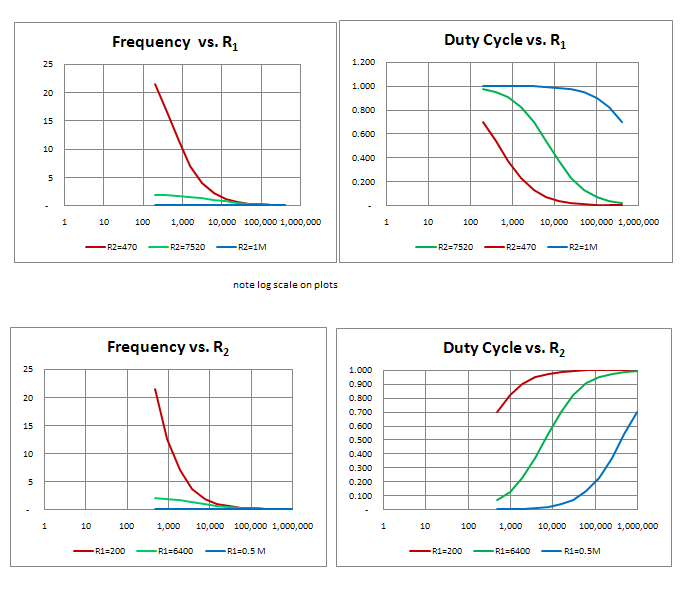 Frequency vs. R1
25
20
15
10
5
-
1 10 100 1,000 10,000 100,000 1,000,000
R2=470 R2=7520 R2=1M
Duty Cycle vs. R1
1.200
1.000
0.800
0.600
0.400
0.200
-
1 10 100 1,000 10,000 100,000 1,000,000
R2=7520 R2=470 R2=1M
note log scale on plots
Frequency vs. R2
25
20
15
10
5
-
1 10 100 1,000 10,000 100,000 1,000,000
R1=200 R1=6400 R1=0.5 M
Duty Cycle vs. R2
1.000
0.900
0.800
0.700
0.600
0.500
0.400
0.300
0.200
0.100
-
1 10 100 1,000 10,000 100,000 1,000,000
R1=200 R1=6400 R1=0.5M